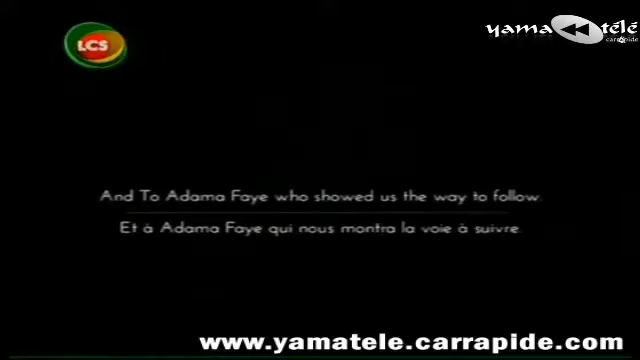 LCS
yama télé
carrapide
And To Adama Faye who showed us the way to follow.
Et à Adama Faye qui nous montra la voie à suivre.
www.yamatele.carrapide.com